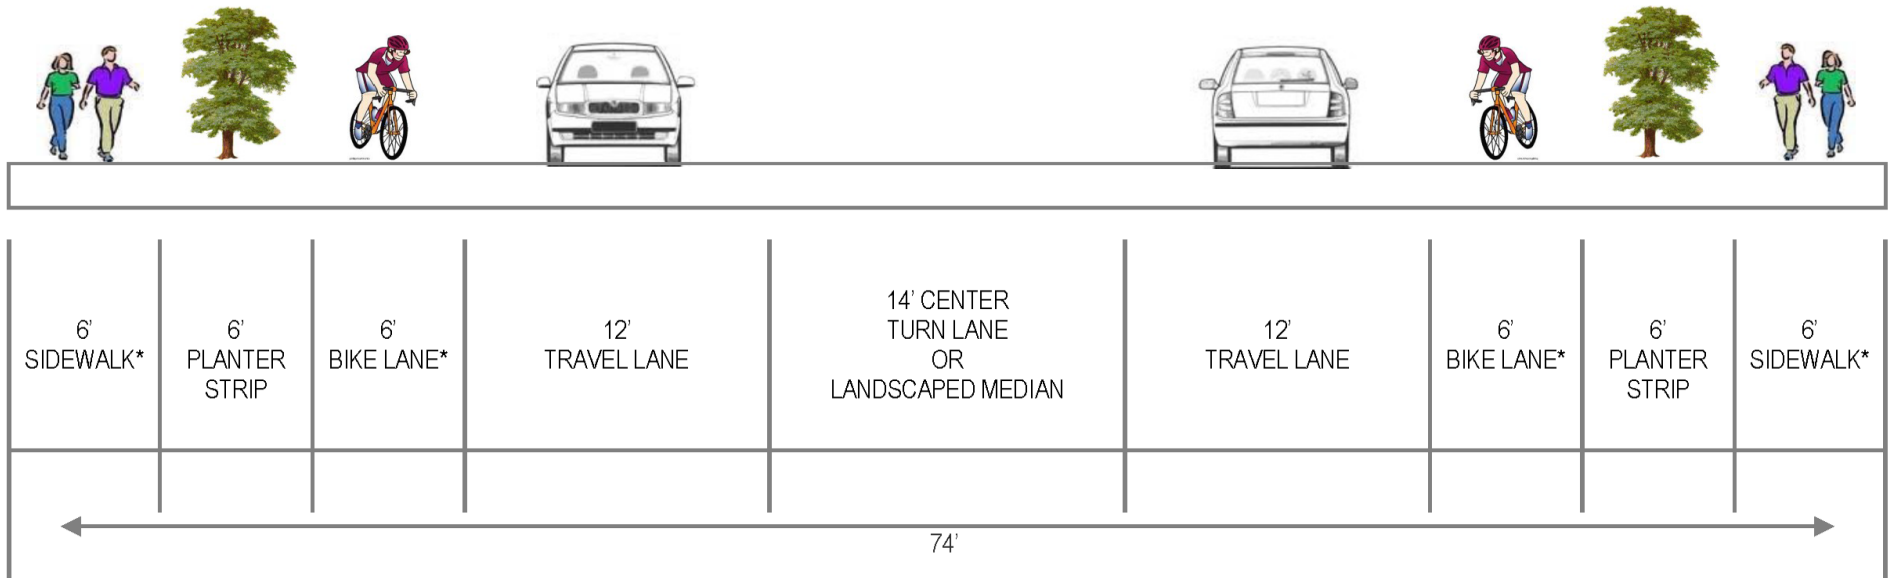 6’
SIDEWALK*
6’
PLANTER
STRIP
6’
BIKE LANE*
12’
TRAVEL LANE
14’ CENTER
TURN LANE
OR
LANDSCAPED MEDIAN
12’
TRAVEL LANE
6’
BIKE LANE*
6’
PLANTER
STRIP
6’
SIDEWALK*
74’